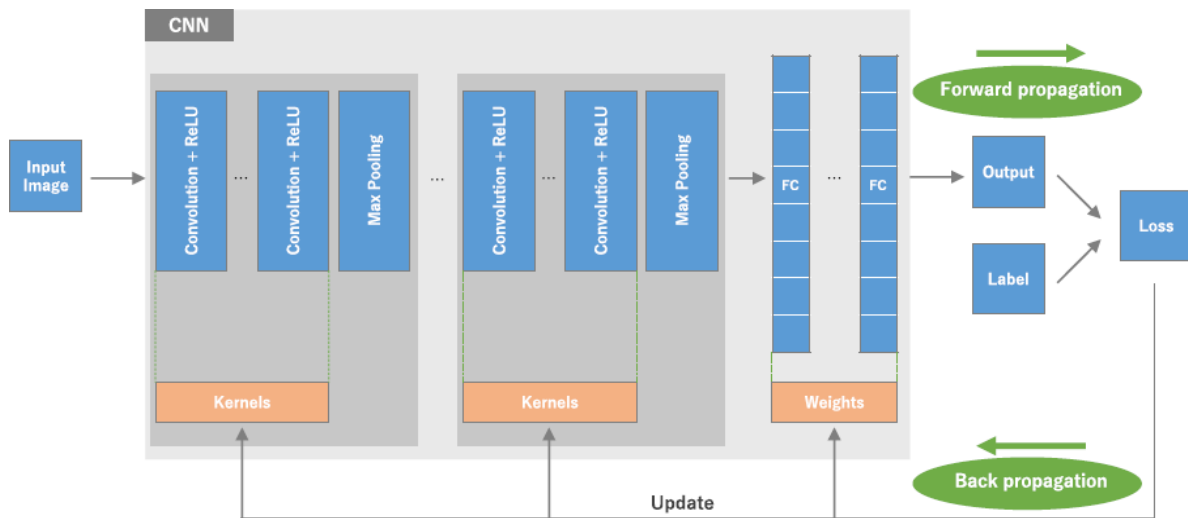 CNN
Forward propagation
Input
Image
Convolution + ReLU
...
Convolution + ReLU
Max Pooling
...
Convolution + ReLU
...
Convolution + ReLU
Max Pooling
FC
...
FC
Output
Label
Loss
Kernels
Kernels
Weights
Back propagation
Update